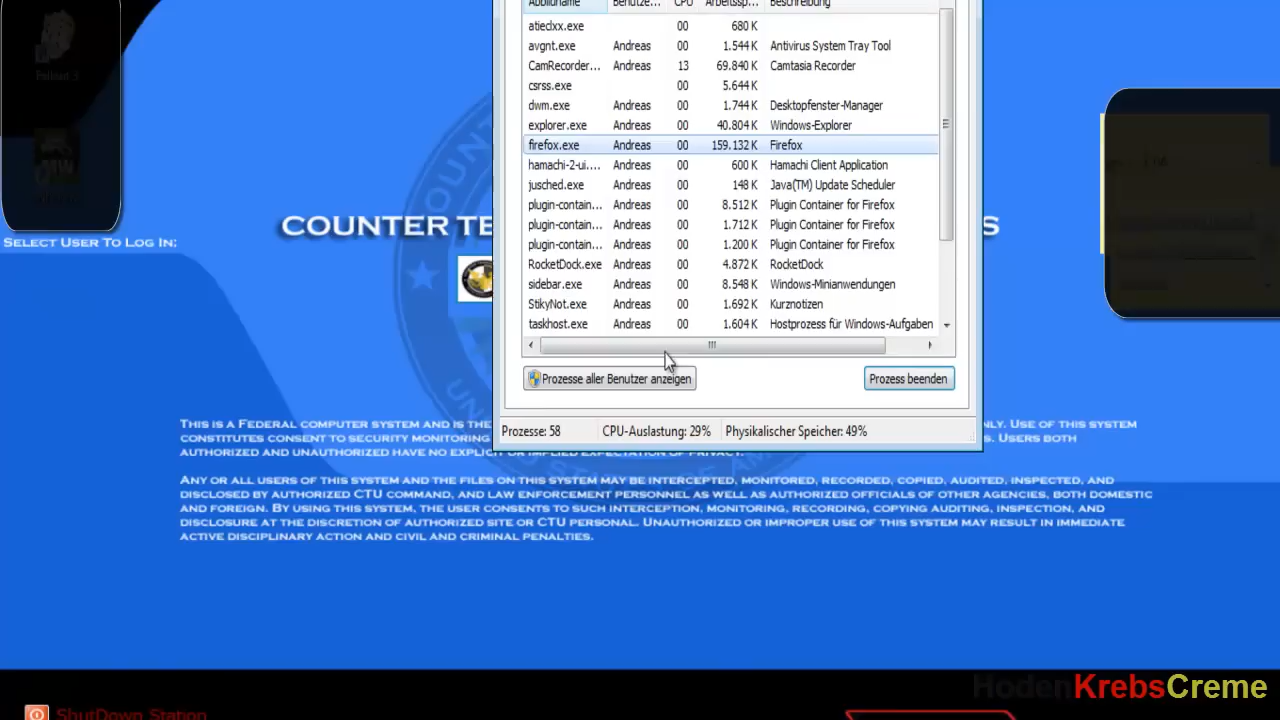 Fallout 3
Abbildname Benutze... CPU Arbeitssp... Beschreibung
atieclxx.exe 00 680 K
avgnt.exe Andreas 00 1.544 K Antivirus System Tray Tool
CamRecorder... Andreas 13 69.840 K Camtasia Recorder
csrss.exe 00 5.644 K
dwm.exe Andreas 00 1.744 K Desktopfenster-Manager
explorer.exe Andreas 00 40.804 K Windows-Explorer
firefox.exe Andreas 00 159.132 K Firefox
hamachi-2-ui.... Andreas 00 600 K Hamachi Client Application
jusched.exe Andreas 00 148 K Java(TM) Update Scheduler
plugin-contain... Andreas 00 8.512 K Plugin Container for Firefox
plugin-contain... Andreas 00 1.712 K Plugin Container for Firefox
plugin-contain... Andreas 00 1.200 K Plugin Container for Firefox
RocketDock.exe Andreas 00 4.872 K RocketDock
sidebar.exe Andreas 00 8.548 K Windows-Minianwendungen
StikyNot.exe Andreas 00 1.692 K Kurznotizen
taskhost.exe Andreas 00 1.604 K Hostprozess für Windows-Aufgaben
Prozesse aller Benutzer anzeigen Prozess beenden
Prozesse: 58 CPU-Auslastung: 29% Physikalischer Speicher: 49%
COUNTER TE S
SELECT USER TO LOG IN:
THIS IS A FEDERAL COMPUTER SYSTEM AND IS THE ONLY. USE OF THIS SYSTEM
CONSTITUTES CONSENT TO SECURITY MONITORING S. USERS BOTH
AUTHORIZED AND UNAUTHORIZED HAVE NO EXPLICIT OR IMPLIED EXPECTATION OF PRIVACY.
ANY OR ALL USERS OF THIS SYSTEM AND THE FILES ON THIS SYSTEM MAY BE INTERCEPTED, MONITORED, RECORDED, COPIED, AUDITED, INSPECTED, AND
DISCLOSED BY AUTHORIZED CTU COMMAND, AND LAW ENFORCEMENT PERSONNEL AS WELL AS AUTHORIZED OFFICIALS OF OTHER AGENCIES, BOTH DOMESTIC
AND FOREIGN. BY USING THIS SYSTEM, THE USER CONSENTS TO SUCH INTERCEPTION, MONITORING, RECORDING, COPYING AUDITING, INSPECTION, AND
DISCLOSURE AT THE DISCRETION OF AUTHORIZED SITE OR CTU PERSONAL. UNAUTHORIZED OR IMPROPER USE OF THIS SYSTEM MAY RESULT IN IMMEDIATE
ACTIVE DISCIPLINARY ACTION AND CIVIL AND CRIMINAL PENALTIES.
HodenKrebsCreme
ShutDown Station